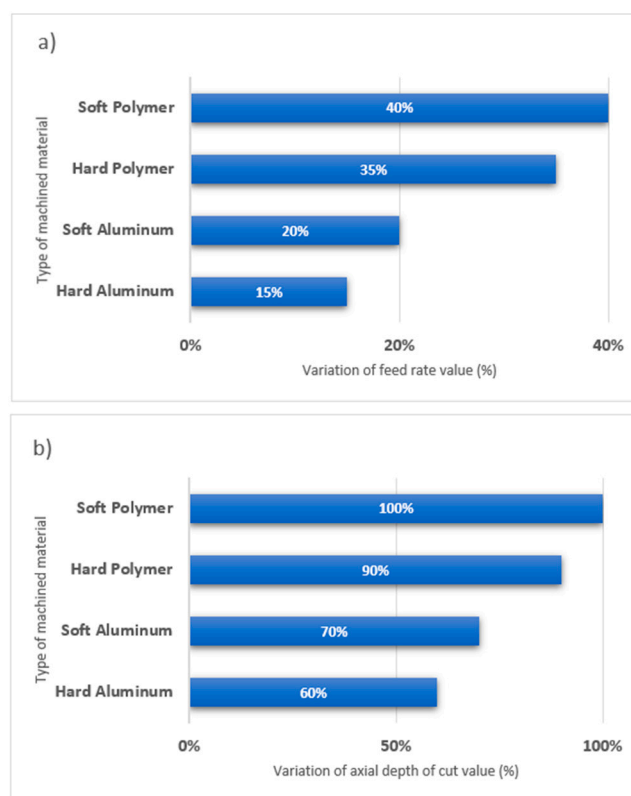 a)
Type of machined material
Soft Polymer
40%
Hard Polymer
35%
Soft Aluminum
20%
Hard Aluminum
15%
0%
20%
40%
Variation of feed rate value (%)
b)
Type of machined material
Soft Polymer
100%
Hard Polymer
90%
Soft Aluminum
70%
Hard Aluminum
60%
0%
50%
100%
Variation of axial depth of cut value (%)